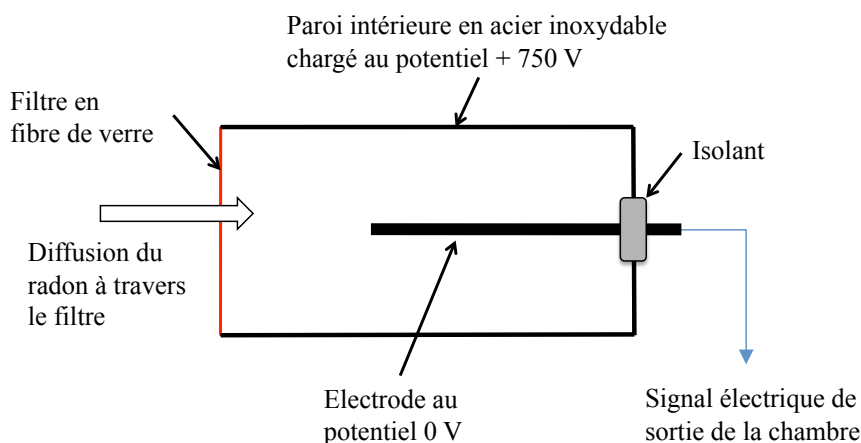 Paroi intérieure en acier inoxydable
chargé au potentiel + 750 V
Filtre en
fibre de verre
Isolant
Diffusion du
radon à travers
le filtre
Electrode au
potentiel 0 V
Signal électrique de
sortie de la chambre